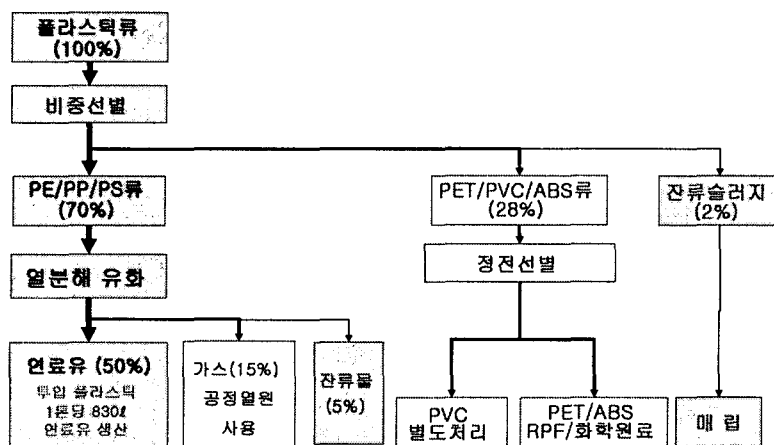 플라스틱류
(100%)
비중선별
PE/PP/PS류
(70%)
PET/PVC/ABS류
(28%)
잔류슬러지
(2%)
열분해 유화
정전선별
연료유 (50%)
투입 플라스틱
1톤당 830ℓ
연료유 생산
가스(15%)
공정열원
사용
잔류물
(5%)
PVC
별도처리
PET/ABS
RPF/화학원료
매 립